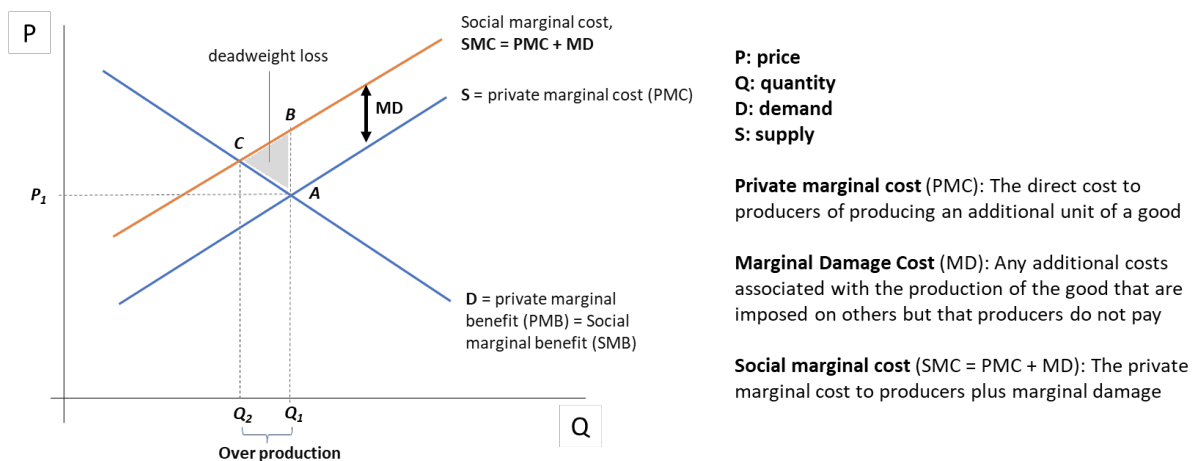 P
Social marginal cost,
SMC = PMC + MD
deadweight loss
S = private marginal cost (PMC)
MD
B
C
A
P1
D = private marginal
benefit (PMB) = Social
marginal benefit (SMB)
Q2
Q1
Q
Over production
P: price
Q: quantity
D: demand
S: supply
Private marginal cost (PMC): The direct cost to
producers of producing an additional unit of a good
Marginal Damage Cost (MD): Any additional costs
associated with the production of the good that are
imposed on others but that producers do not pay
Social marginal cost (SMC = PMC + MD): The private
marginal cost to producers plus marginal damage